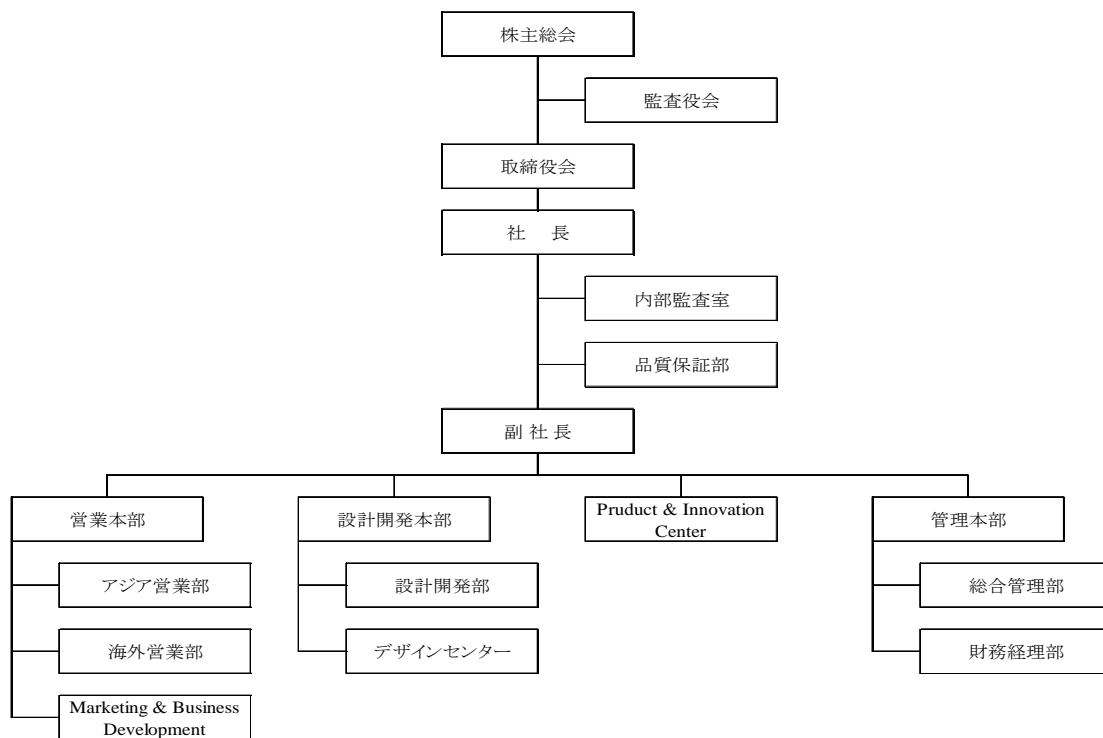 株主総会
監査役会
取締役会
社　長
内部監査室
品質保証部
副 社 長
営業本部
設計開発本部
Pruduct & Innovation
Center
管理本部
アジア営業部
設計開発部
総合管理部
海外営業部
デザインセンター
財務経理部
Marketing & Business
Development